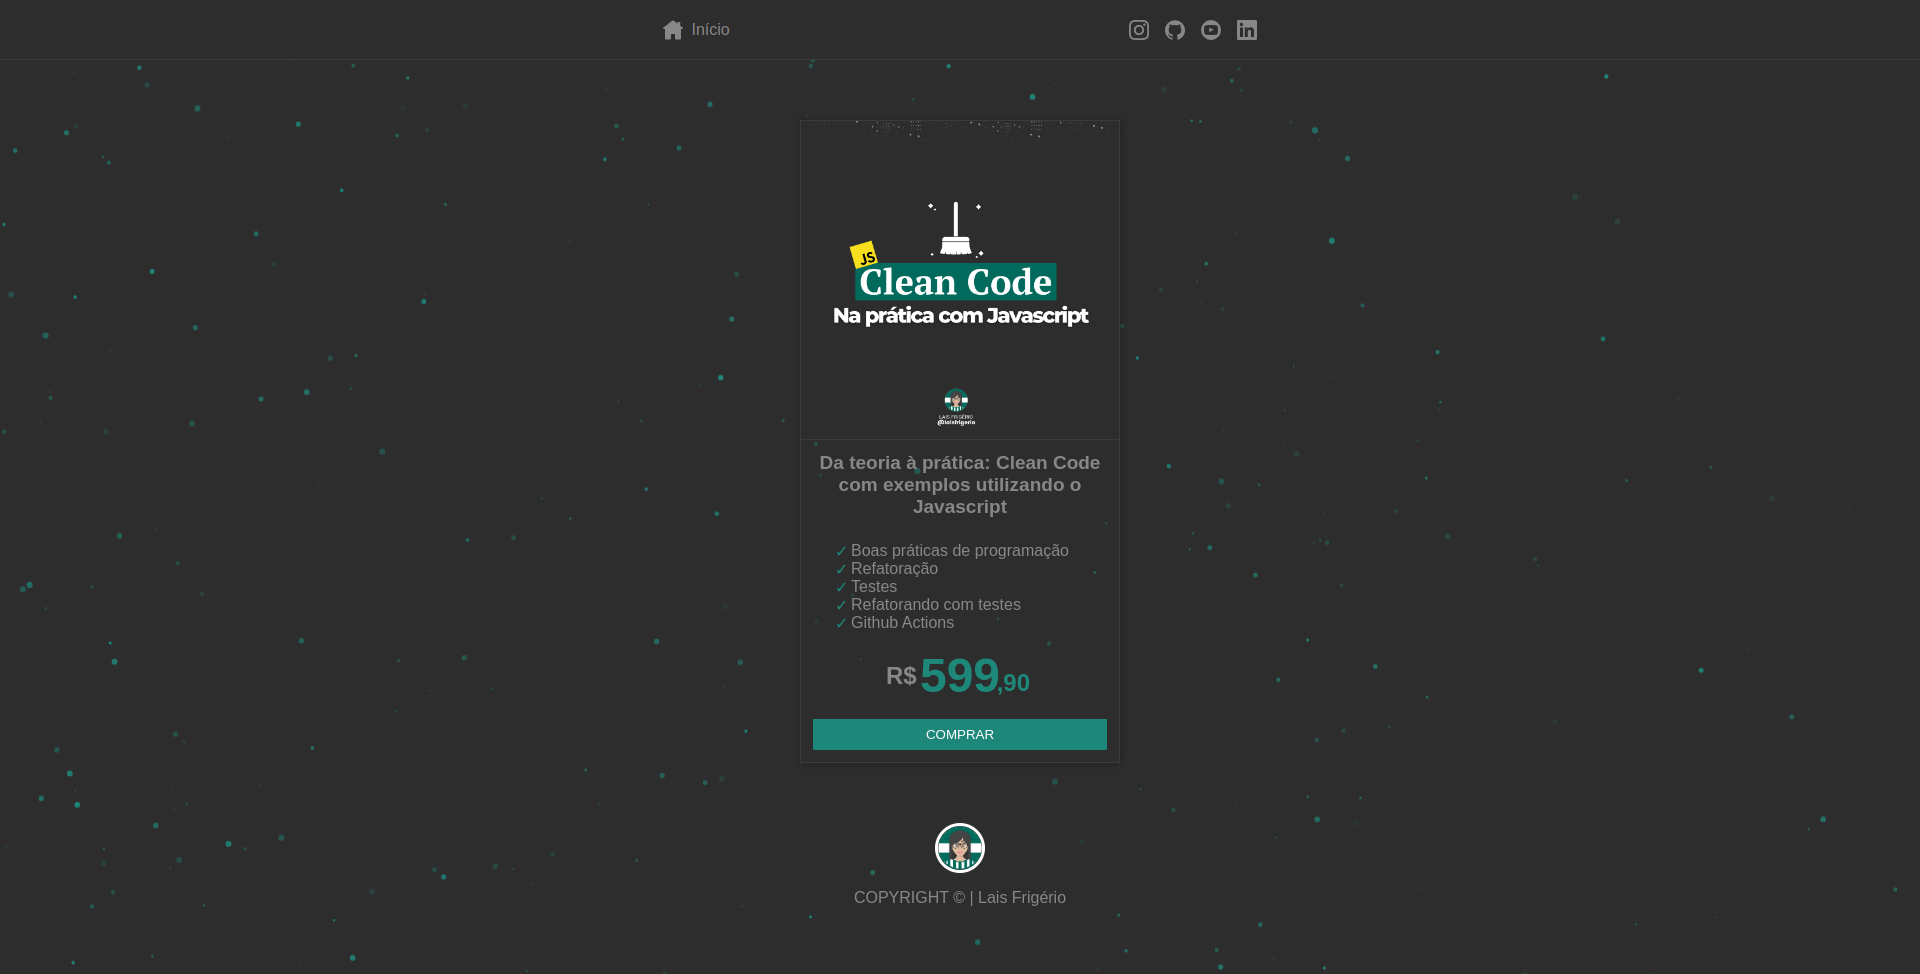 Início
JS
Clean Code
Na prática com Javascript
LAIS FRIGÉRIO
@laisfrigerio
Da teoria à prática: Clean Code
com exemplos utilizando o
Javascript
✓ Boas práticas de programação
✓ Refatoração
✓ Testes
✓ Refatorando com testes
✓ Github Actions
R$ 599,90
COMPRAR
COPYRIGHT © | Lais Frigério